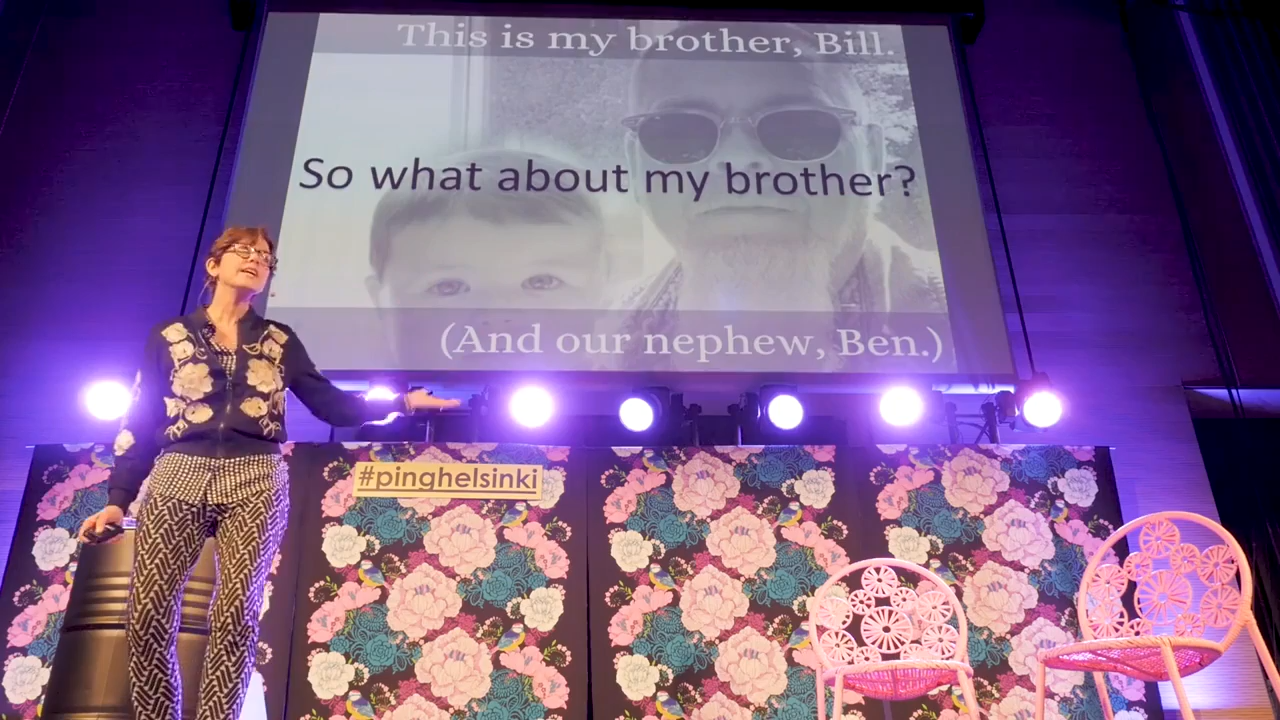 This is my brother, Bill.
So what about my brother?
(And our nephew, Ben.)
#pinghelsinki